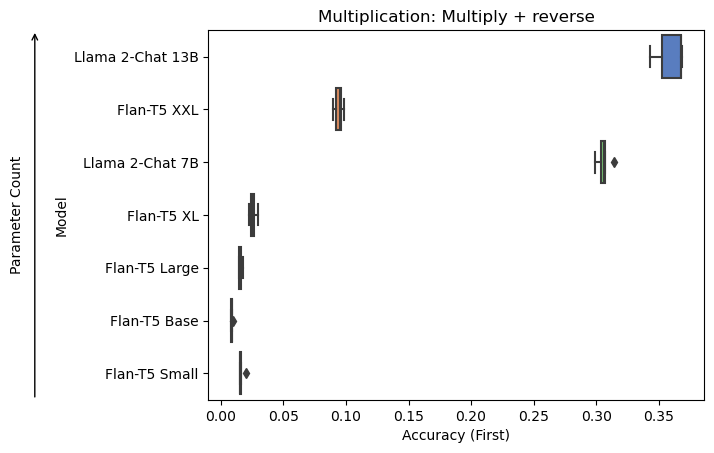 Multiplication: Multiply + reverse
Parameter Count
Model
Llama 2-Chat 13B
Flan-T5 XXL
Llama 2-Chat 7B
Flan-T5 XL
Flan-T5 Large
Flan-T5 Base
Flan-T5 Small
0.00 0.05 0.10 0.15 0.20 0.25 0.30 0.35
Accuracy (First)